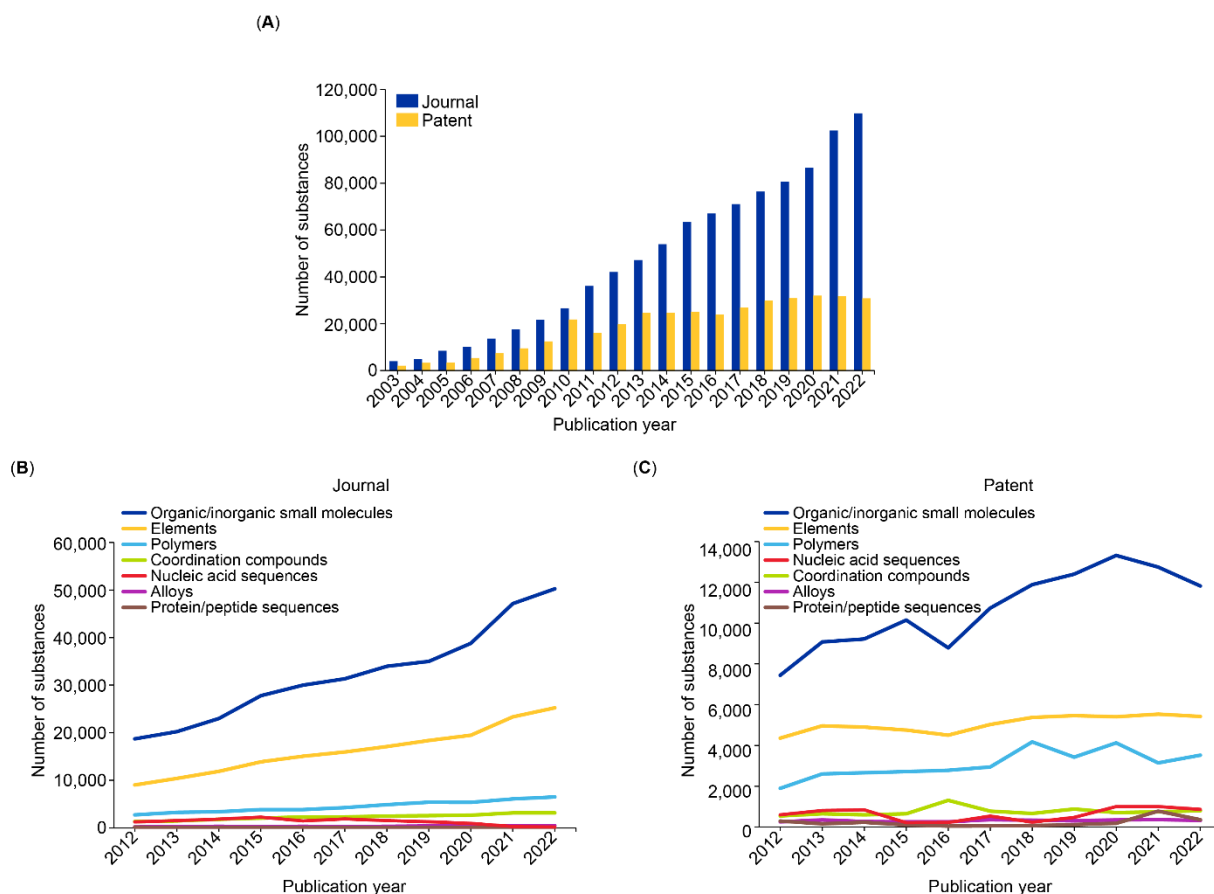 (A)
120,000
100,000
80,000
60,000
40,000
20,000
0
Number of substances
Journal
Patent
2003
2004
2005
2006
2007
2008
2009
2010
2011
2012
2013
2014
2015
2016
2017
2018
2019
2020
2021
2022
Publication year
(B)
Journal
Organic/inorganic small molecules
Elements
Polymers
Coordination compounds
Nucleic acid sequences
Alloys
Protein/peptide sequences
60,000
50,000
40,000
30,000
20,000
10,000
0
Number of substances
2012
2013
2014
2015
2016
2017
2018
2019
2020
2021
2022
Publication year
(C)
Patent
Organic/inorganic small molecules
Elements
Polymers
Nucleic acid sequences
Coordination compounds
Alloys
Protein/peptide sequences
14,000
12,000
10,000
8,000
6,000
4,000
2,000
0
Number of substances
2012
2013
2014
2015
2016
2017
2018
2019
2020
2021
2022
Publication year